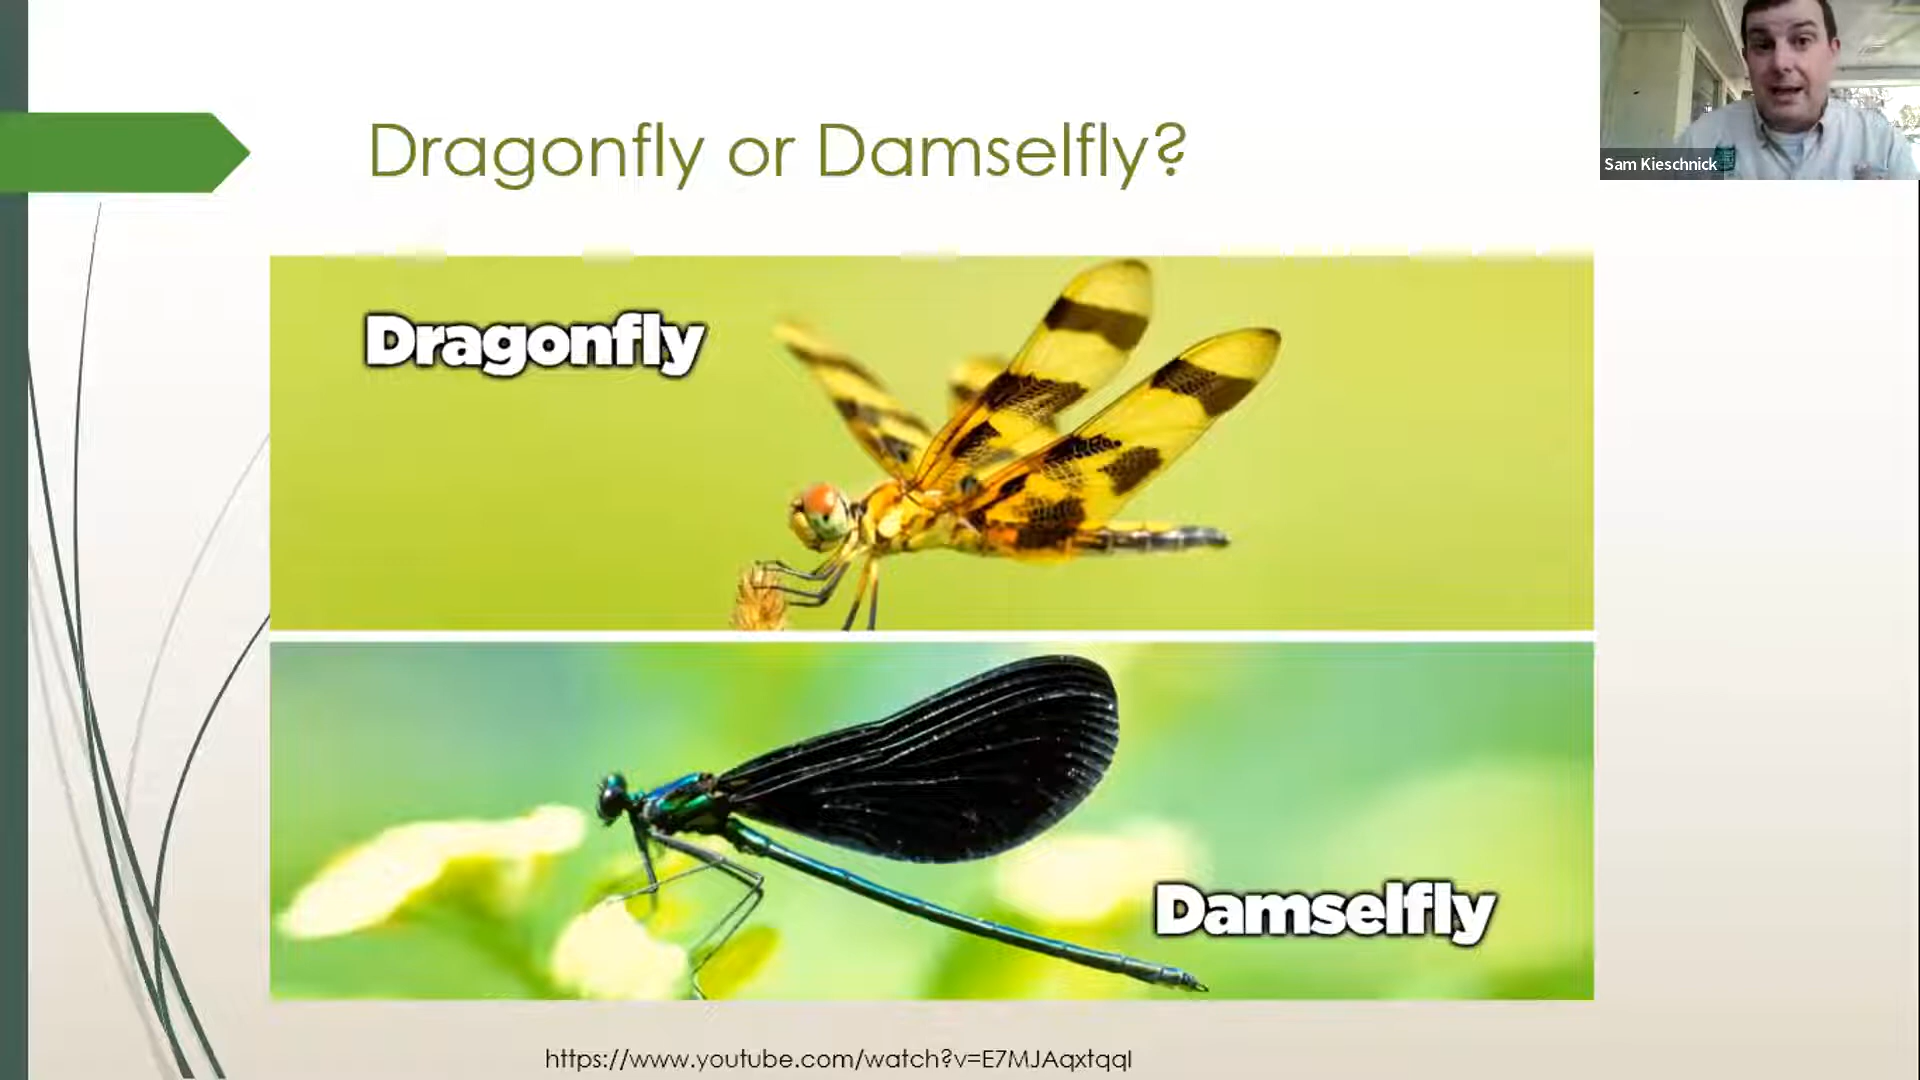 Dragonfly or Damselfly?
Sam Kieschnick
Dragonfly
Damselfly
https://www.youtube.com/watch?v=E7MJAqxtqqI